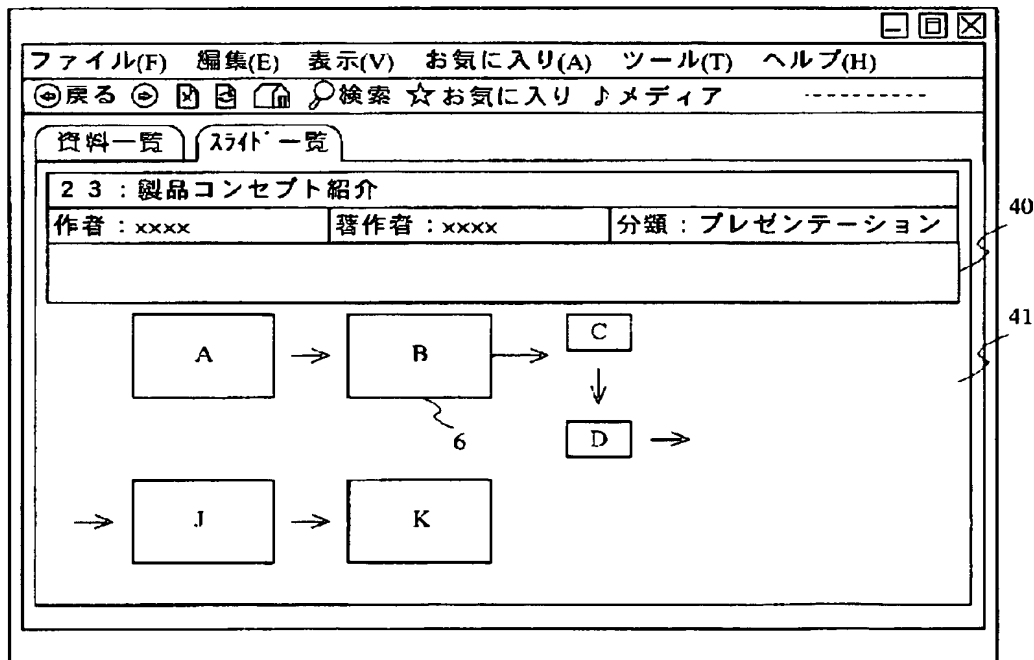 ファイル(F) 編集(E) 表示(V) お気に入り(A) ツール(T) ヘルプ(H)
戻る 検索 ☆お気に入り ♪メディア ----------
資料一覧 スライド一覧
23:製品コンセプト紹介
作者:xxxx 著作者:xxxx 分類:プレゼンテーション
40
41
A → B → C
↓
6
D →
→ J → K